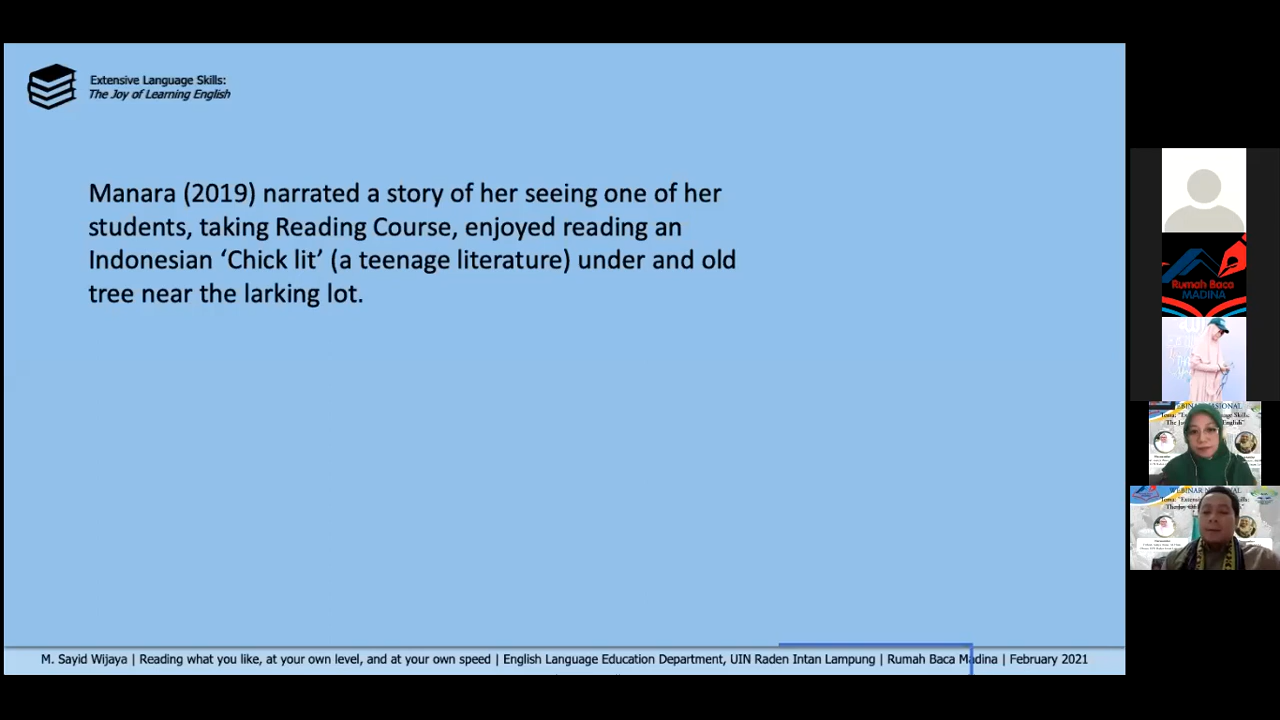 Extensive Language Skills:
The Joy of Learning English
Manara (2019) narrated a story of her seeing one of her
students, taking Reading Course, enjoyed reading an
Indonesian ‘Chick lit’ (a teenage literature) under and old
tree near the larking lot.
M. Sayid Wijaya | Reading what you like, at your own level, and at your own speed | English Language Education Department, UIN Raden Intan Lampung | Rumah Baca Madina | February 2021
Rumah Baca
MADINA